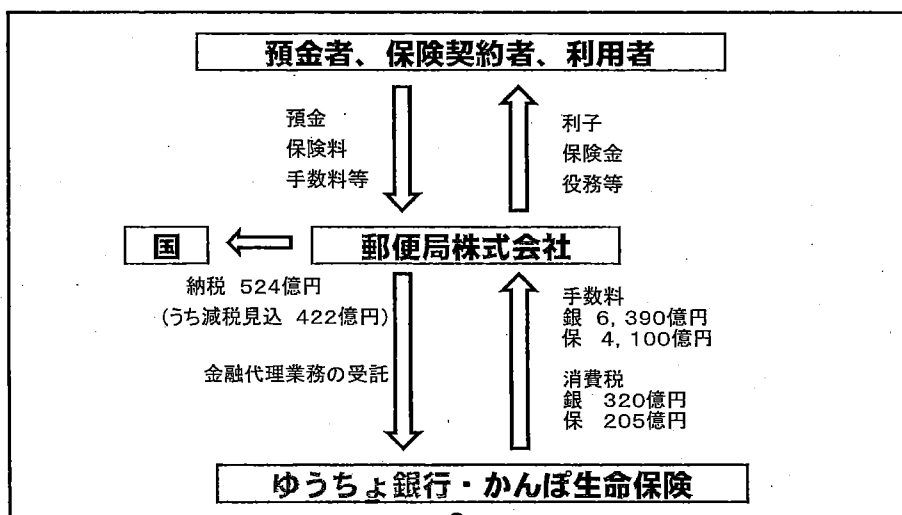 預金者、保険契約者、利用者
預金
保険料
手数料等
利子
保険金
役務等
国
郵便局株式会社
納税 524億円
(うち減税見込 422億円)
金融代理業務の受託
手数料
銀 6,390億円
保 4,100億円
消費税
銀 320億円
保 205億円
ゆうちょ銀行・かんぽ生命保険